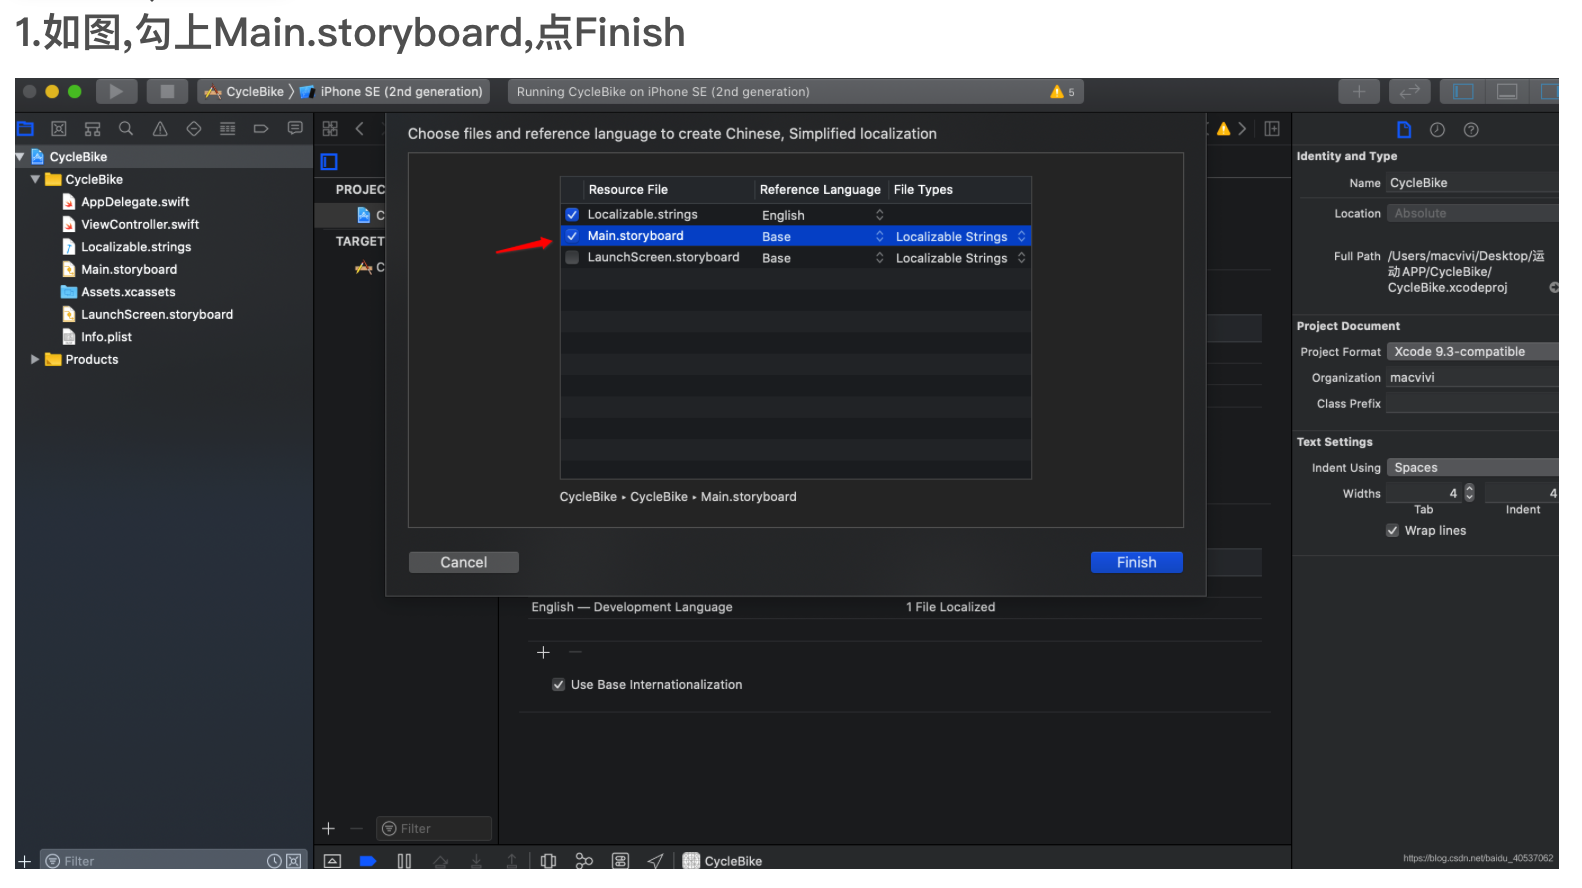 1.如图,勾上Main.storyboard,点Finish
CycleBike 〉 iPhone SE (2nd generation)
Running CycleBike on iPhone SE (2nd generation)
5
Choose files and reference language to create Chinese, Simplified localization
CycleBike
CycleBike
AppDelegate.swift
ViewController.swift
Localizable.strings
Main.storyboard
Assets.xcassets
LaunchScreen.storyboard
Info.plist
Products
Filter
PROJEC
C
TARGET
C
Filter
Resource File Reference Language File Types
Localizable.strings English
Main.storyboard Base Localizable Strings
LaunchScreen.storyboard Base Localizable Strings
CycleBike ▸ CycleBike ▸ Main.storyboard
Cancel Finish
English — Development Language 1 File Localized
Use Base Internationalization
CycleBike
Identity and Type
Name CycleBike
Location Absolute
Full Path /Users/macvivi/Desktop/运
动APP/CycleBike/
CycleBike.xcodeproj
Project Document
Project Format Xcode 9.3-compatible
Organization macvivi
Class Prefix
Text Settings
Indent Using Spaces
Widths 4 4
Tab Indent
Wrap lines
https://blog.csdn.net/baidu_40537062